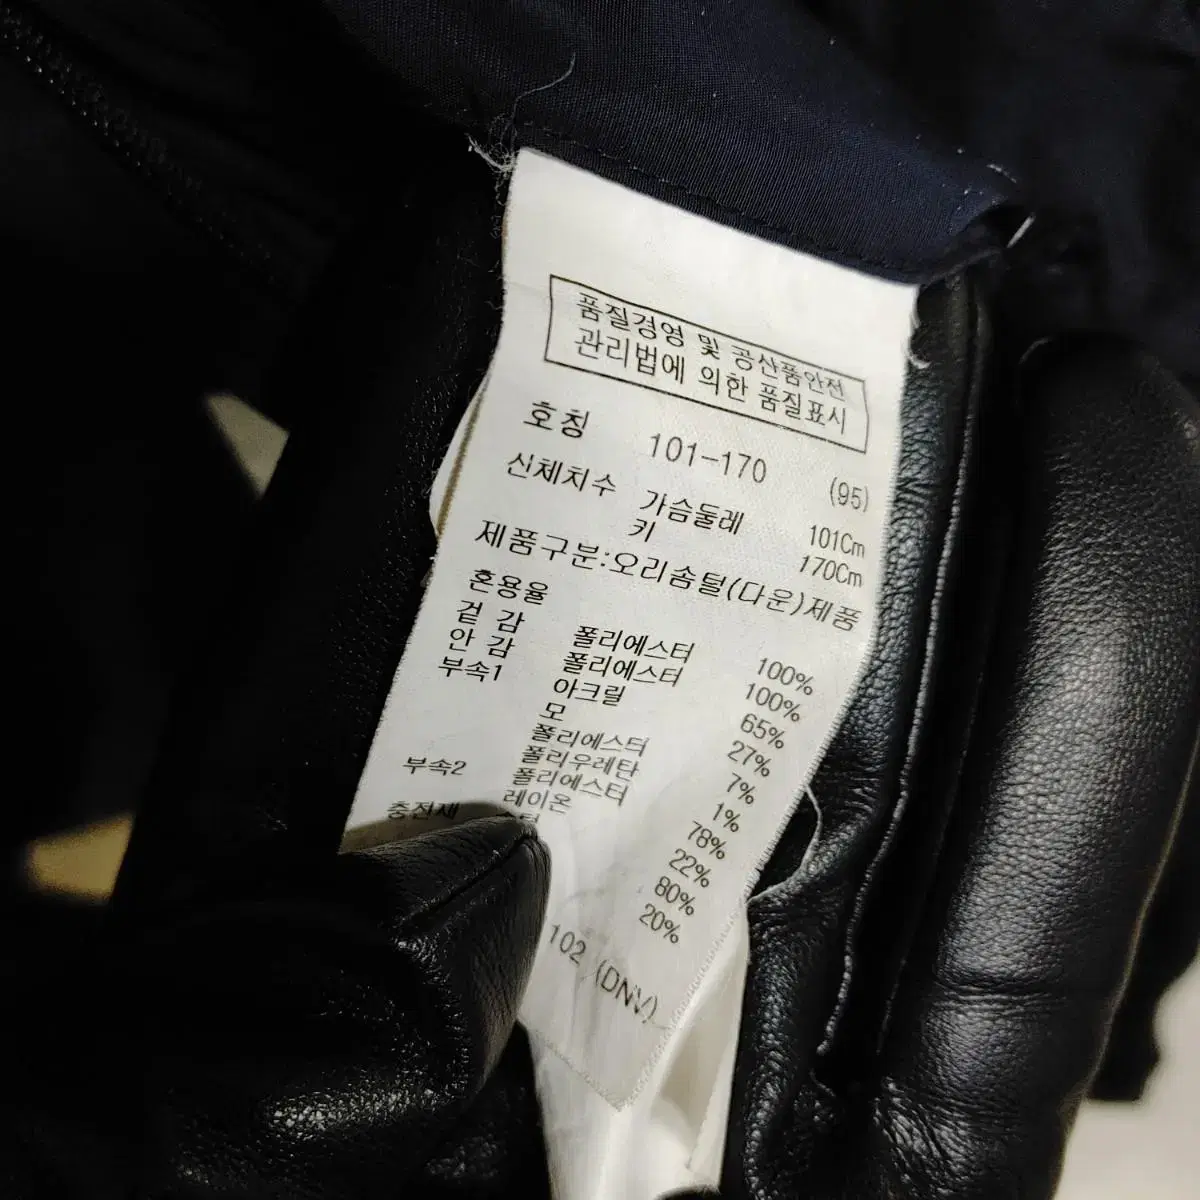 품질경영 및 공산품안전
관리법에 의한 품질표시
호칭 101-170 (95)
신체치수 가슴둘레 101Cm
키 170Cm
제품구분:오리솜털(다운)제품
혼용율
겉 감 폴리에스터 100%
안 감 폴리에스터 100%
부속1 아크릴 65%
모 27%
폴리에스터 7%
폴리우레탄 1%
부속2 폴리에스터 78%
레이온 22%
충전재 80%
20%
102 (DNV)